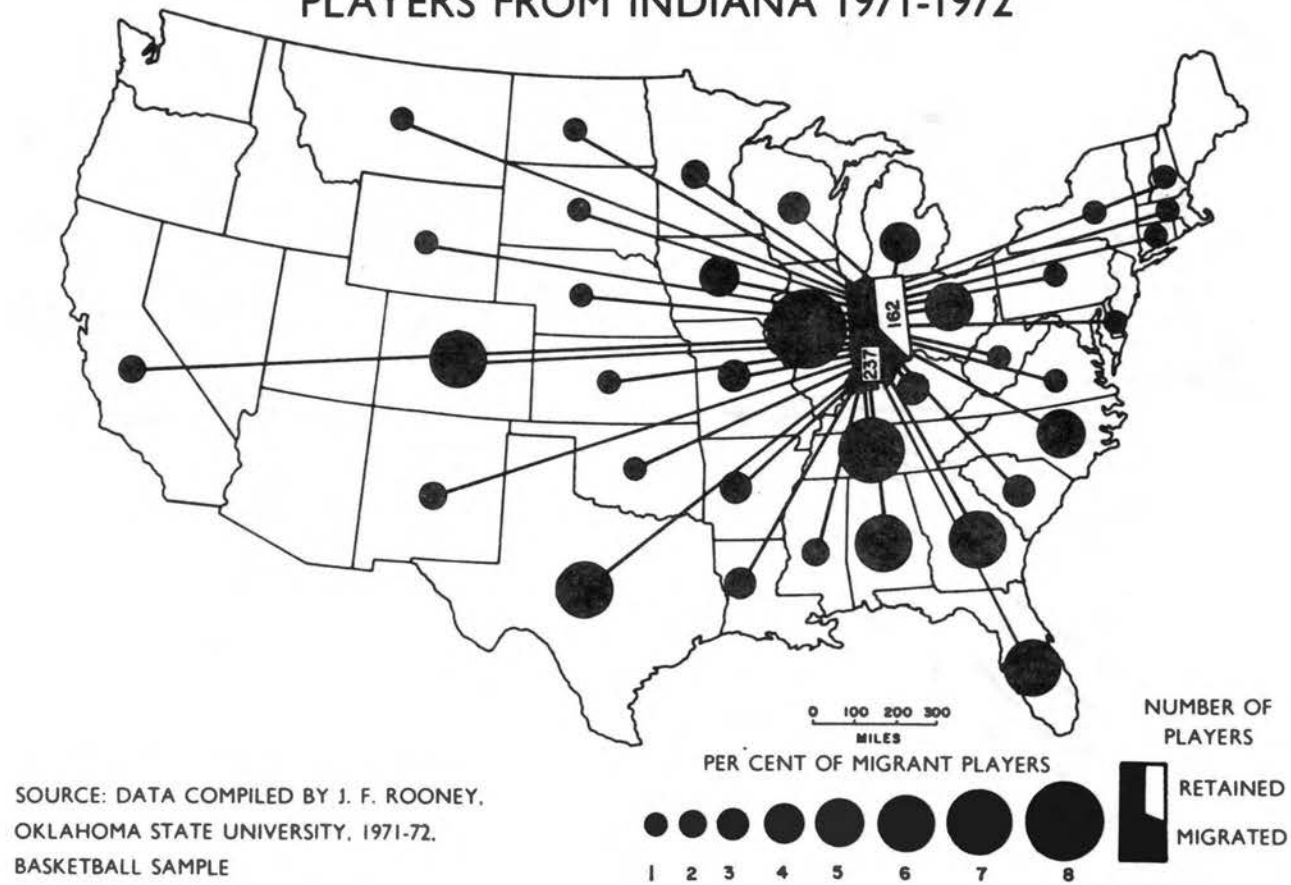 PLAYERS FROM INDIANA 1971-1972
162
237
0 100 200 300
MILES
NUMBER OF
PLAYERS
RETAINED
MIGRATED
PER CENT OF MIGRANT PLAYERS
1 2 3 4 5 6 7 8
SOURCE: DATA COMPILED BY J. F. ROONEY,
OKLAHOMA STATE UNIVERSITY, 1971-72,
BASKETBALL SAMPLE